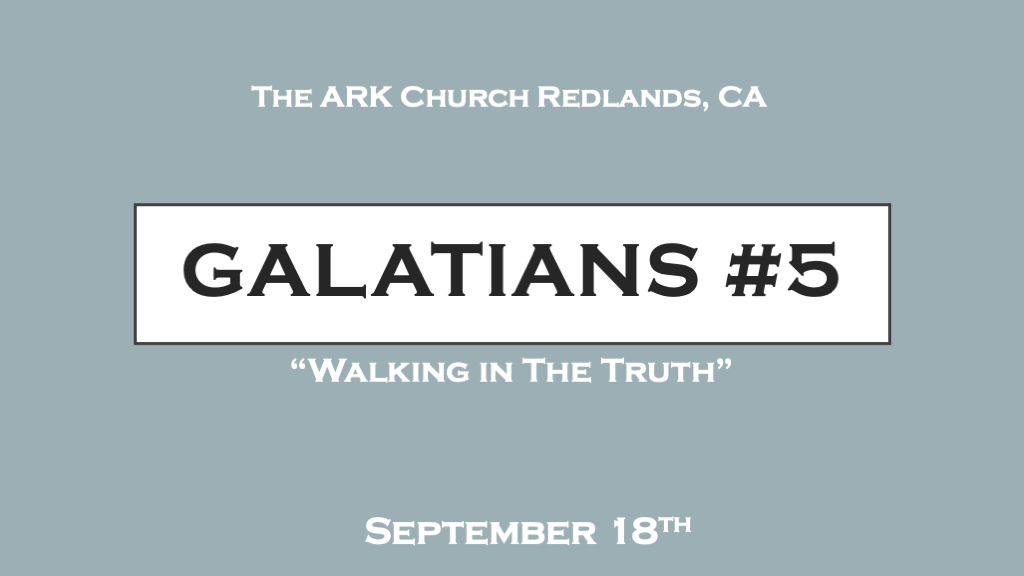 The ARK Church Redlands, CA
GALATIANS #5
“Walking in The Truth”
September 18th